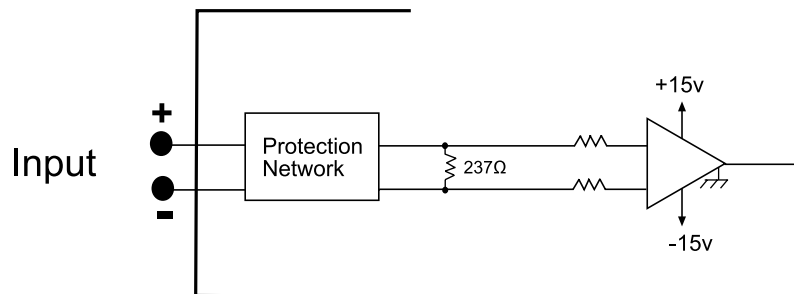 +15v
+
Input
Protection
Network
237Ω
-
-15v